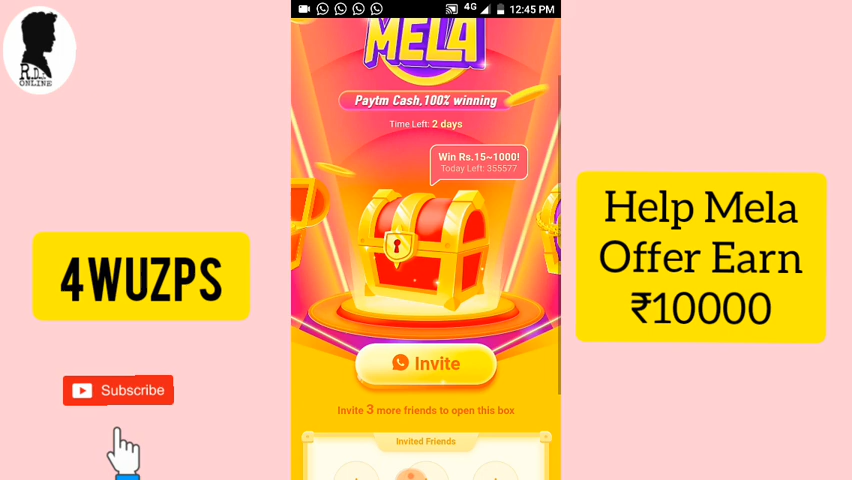 R.D.
ONLINE
4WUZPS
Subscribe
4G 12:45 PM
MELA
Paytm Cash,100% winning
Time Left: 2 days
Win Rs.15~1000!
Today Left: 355577
Invite
Invite 3 more friends to open this box
Invited Friends
Help Mela
Offer Earn
₹10000